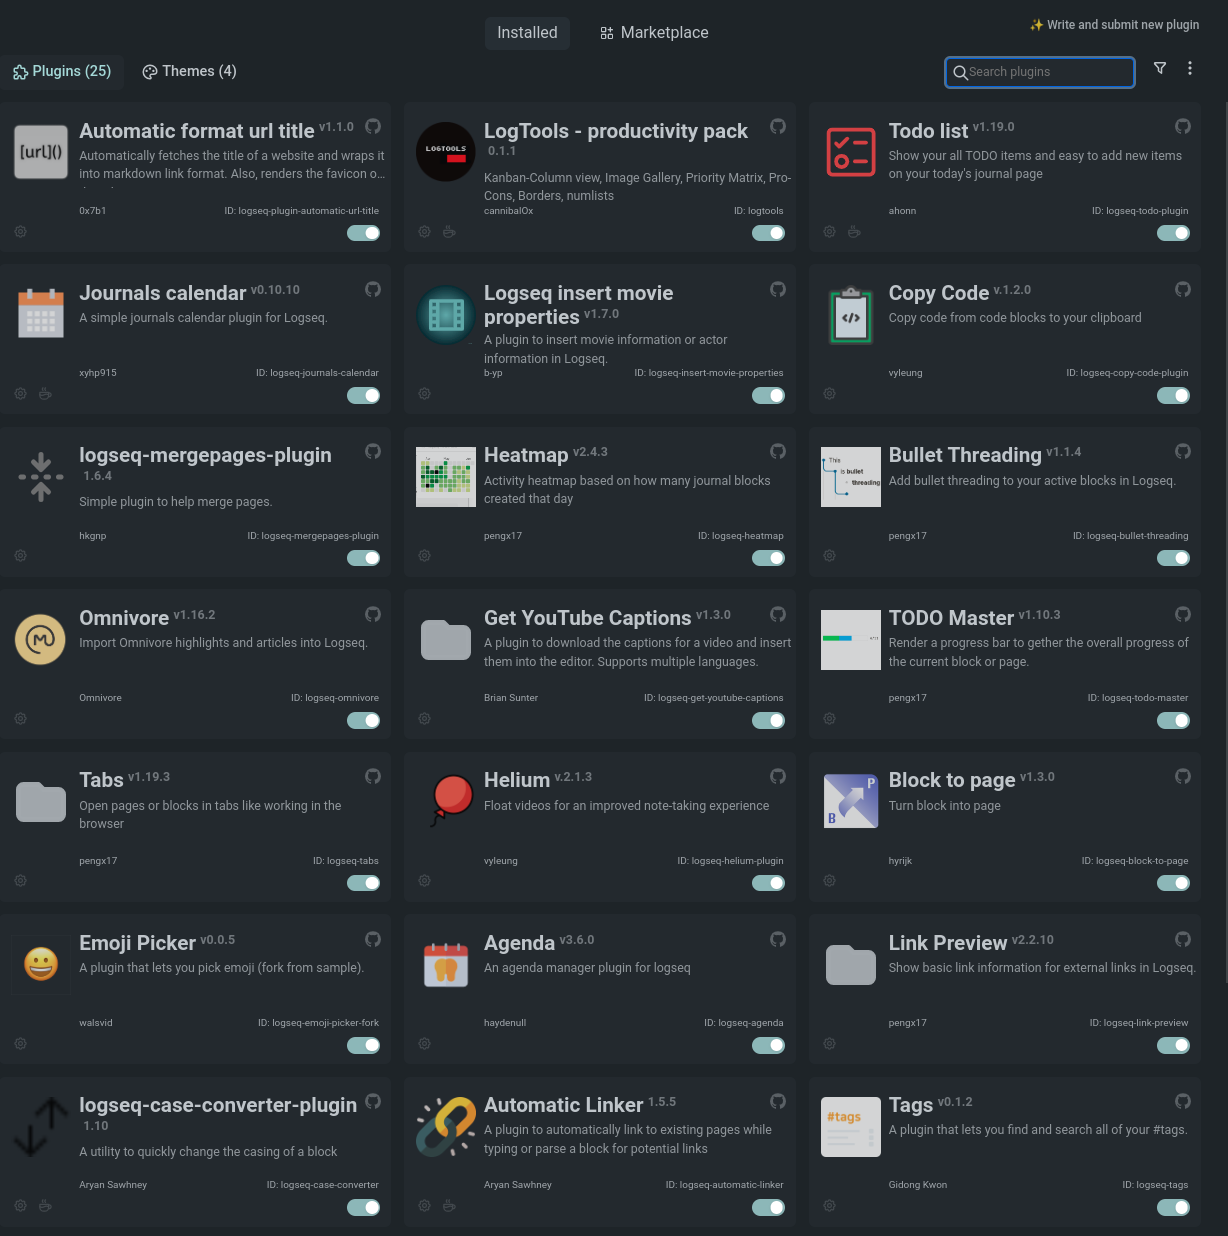 Installed
Marketplace
✨ Write and submit new plugin
Plugins (25)
Themes (4)
Search plugins
[url]()
Automatic format url title v1.1.0
Automatically fetches the title of a website and wraps it
into markdown link format. Also, renders the favicon o...
0x7b1
ID: logseq-plugin-automatic-url-title
LOGTOOLS
LogTools - productivity pack
0.1.1
Kanban-Column view, Image Gallery, Priority Matrix, Pro-
Cons, Borders, numlists
cannibalOx
ID: logtools
Todo list v1.19.0
Show your all TODO items and easy to add new items
on your today's journal page
ahonn
ID: logseq-todo-plugin
Journals calendar v0.10.10
A simple journals calendar plugin for Logseq.
xyhp915
ID: logseq-journals-calendar
Logseq insert movie
properties v1.7.0
A plugin to insert movie information or actor
information in Logseq.
b-yp
ID: logseq-insert-movie-properties
</>
Copy Code v.1.2.0
Copy code from code blocks to your clipboard
vyleung
ID: logseq-copy-code-plugin
logseq-mergepages-plugin
1.6.4
Simple plugin to help merge pages.
hkgnp
ID: logseq-mergepages-plugin
Heatmap v2.4.3
Activity heatmap based on how many journal blocks
created that day
pengx17
ID: logseq-heatmap
This
is bullet
threading
Bullet Threading v1.1.4
Add bullet threading to your active blocks in Logseq.
pengx17
ID: logseq-bullet-threading
Omnivore v1.16.2
Import Omnivore highlights and articles into Logseq.
Omnivore
ID: logseq-omnivore
Get YouTube Captions v1.3.0
A plugin to download the captions for a video and insert
them into the editor. Supports multiple languages.
Brian Sunter
ID: logseq-get-youtube-captions
TODO Master v1.10.3
Render a progress bar to gether the overall progress of
the current block or page.
pengx17
ID: logseq-todo-master
Tabs v1.19.3
Open pages or blocks in tabs like working in the
browser
pengx17
ID: logseq-tabs
Helium v.2.1.3
Float videos for an improved note-taking experience
vyleung
ID: logseq-helium-plugin
P
B
Block to page v1.3.0
Turn block into page
hyrijk
ID: logseq-block-to-page
Emoji Picker v0.0.5
A plugin that lets you pick emoji (fork from sample).
walsvid
ID: logseq-emoji-picker-fork
Agenda v3.6.0
An agenda manager plugin for logseq
haydenull
ID: logseq-agenda
Link Preview v2.2.10
Show basic link information for external links in Logseq.
pengx17
ID: logseq-link-preview
logseq-case-converter-plugin
1.10
A utility to quickly change the casing of a block
Aryan Sawhney
ID: logseq-case-converter
Automatic Linker 1.5.5
A plugin to automatically link to existing pages while
typing or parse a block for potential links
Aryan Sawhney
ID: logseq-automatic-linker
#tags
Tags v0.1.2
A plugin that lets you find and search all of your #tags.
Gidong Kwon
ID: logseq-tags